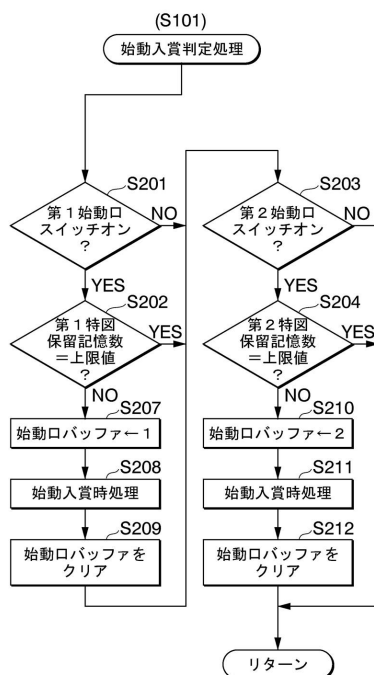 (S101)
始動入賞判定処理
S201
第1始動口
スイッチオン
?
NO
YES
S202
第1特図
保留記憶数
=上限値
?
YES
NO
S207
始動口バッファ←1
S208
始動入賞時処理
S209
始動口バッファを
クリア
S203
第2始動口
スイッチオン
?
NO
YES
S204
第2特図
保留記憶数
=上限値
?
YES
NO
S210
始動口バッファ←2
S211
始動入賞時処理
S212
始動口バッファを
クリア
リターン